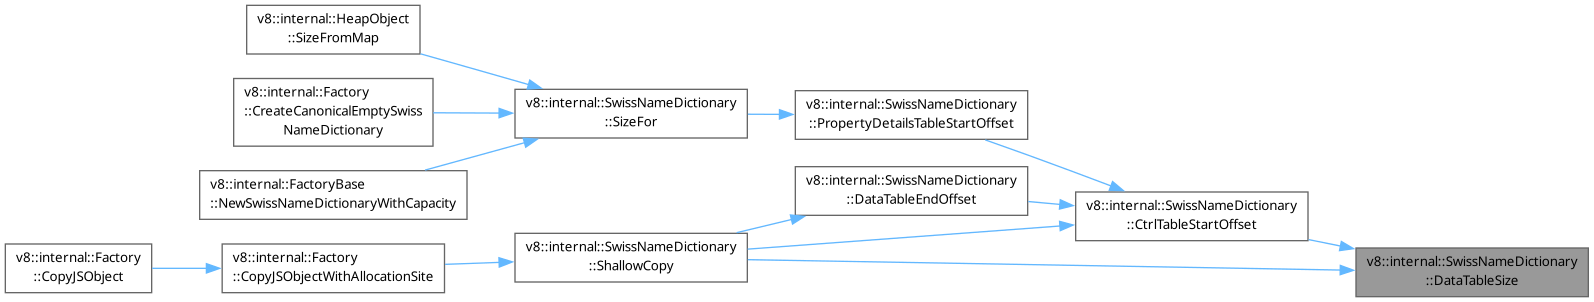 v8::internal::HeapObject
::SizeFromMap
v8::internal::Factory
::CreateCanonicalEmptySwiss
NameDictionary
v8::internal::FactoryBase
::NewSwissNameDictionaryWithCapacity
v8::internal::Factory
::CopyJSObject
v8::internal::Factory
::CopyJSObjectWithAllocationSite
v8::internal::SwissNameDictionary
::SizeFor
v8::internal::SwissNameDictionary
::ShallowCopy
v8::internal::SwissNameDictionary
::PropertyDetailsTableStartOffset
v8::internal::SwissNameDictionary
::DataTableEndOffset
v8::internal::SwissNameDictionary
::CtrlTableStartOffset
v8::internal::SwissNameDictionary
::DataTableSize